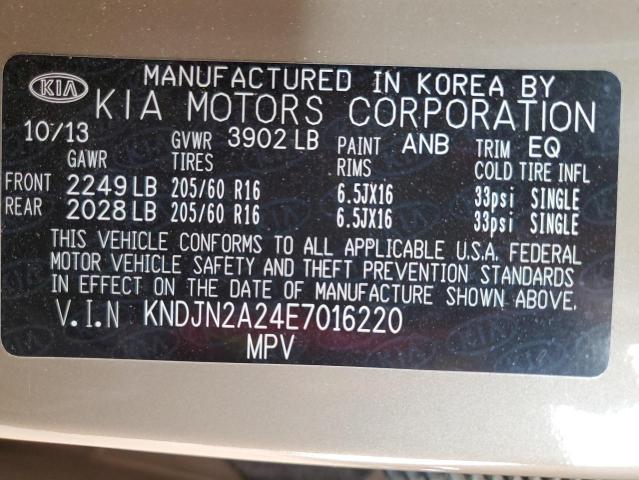 KIA MANUFACTURED IN KOREA BY
KIA MOTORS CORPORATION
10/13 GVWR 3902 LB PAINT ANB TRIM EQ
GAWR TIRES RIMS COLD TIRE INFL
FRONT 2249 LB 205/60 R16 6.5JX16 33psi SINGLE
REAR 2028 LB 205/60 R16 6.5JX16 33psi SINGLE
THIS VEHICLE CONFORMS TO ALL APPLICABLE U.S.A. FEDERAL
MOTOR VEHICLE SAFETY AND THEFT PREVENTION STANDARDS
IN EFFECT ON THE DATE OF MANUFACTURE SHOWN ABOVE.
V.I.N KNDJN2A24E7016220
MPV